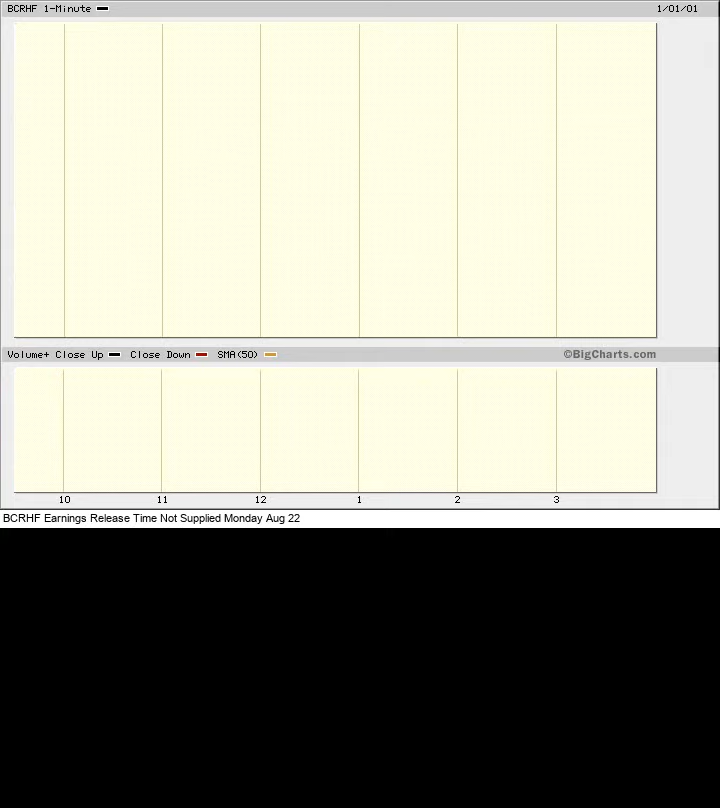 BCRHF 1-Minute 1/01/01
Volume+ Close Up Close Down SMA(50) ©BigCharts.com
10 11 12 1 2 3
BCRHF Earnings Release Time Not Supplied Monday Aug 22